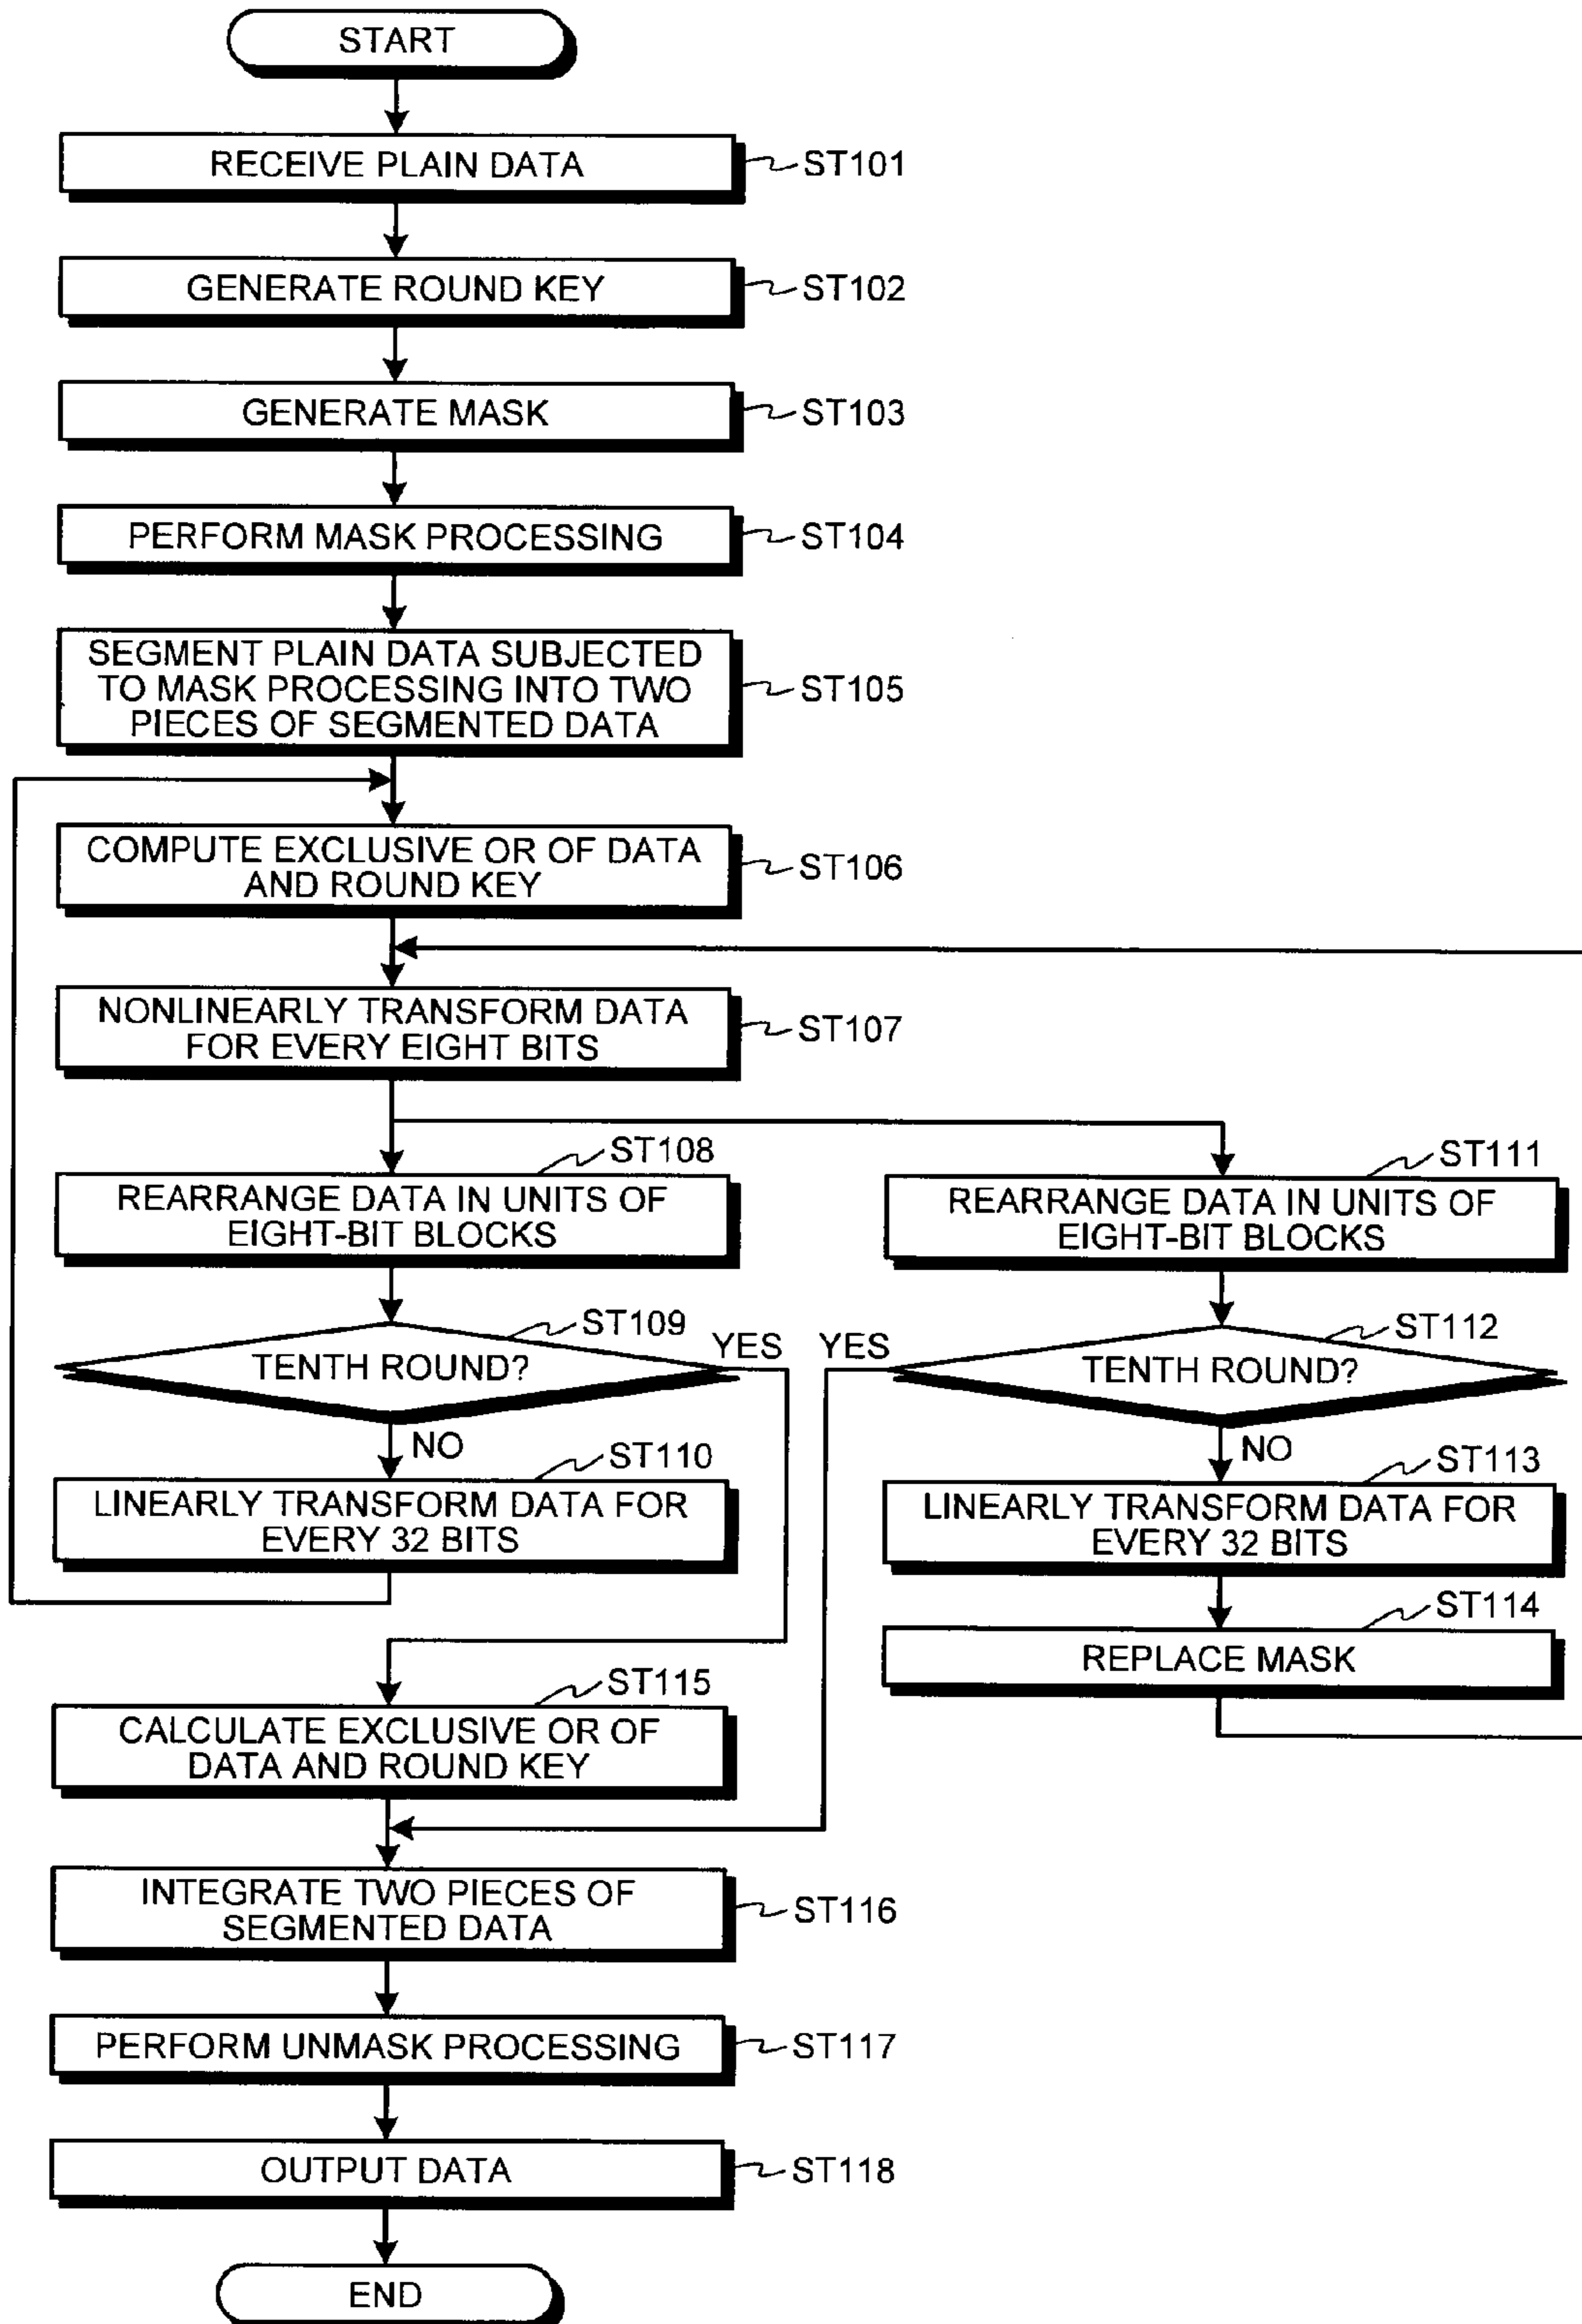 START
RECEIVE PLAIN DATA
ST101
GENERATE ROUND KEY
ST102
GENERATE MASK
ST103
PERFORM MASK PROCESSING
ST104
SEGMENT PLAIN DATA SUBJECTED
TO MASK PROCESSING INTO TWO
PIECES OF SEGMENTED DATA
ST105
COMPUTE EXCLUSIVE OR OF DATA
AND ROUND KEY
ST106
NONLINEARLY TRANSFORM DATA
FOR EVERY EIGHT BITS
ST107
ST108
REARRANGE DATA IN UNITS OF
EIGHT-BIT BLOCKS
ST111
REARRANGE DATA IN UNITS OF
EIGHT-BIT BLOCKS
ST109
TENTH ROUND?
YES
NO
YES
ST112
TENTH ROUND?
NO
ST110
LINEARLY TRANSFORM DATA FOR
EVERY 32 BITS
ST113
LINEARLY TRANSFORM DATA FOR
EVERY 32 BITS
ST114
REPLACE MASK
ST115
CALCULATE EXCLUSIVE OR OF
DATA AND ROUND KEY
INTEGRATE TWO PIECES OF
SEGMENTED DATA
ST116
PERFORM UNMASK PROCESSING
ST117
OUTPUT DATA
ST118
END